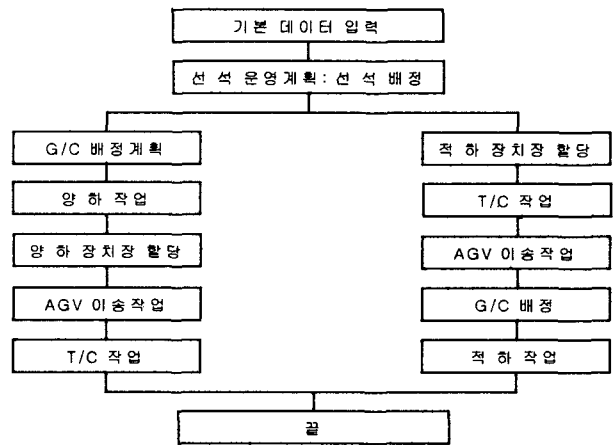 기본 데이터 입력
선석 운영계획: 선석 배정
G/C 배정계획
양하 작업
양하 장치장 할당
AGV 이송작업
T/C 작업
적하 장치장 할당
T/C 작업
AGV 이송작업
G/C 배정
적하 작업
끝